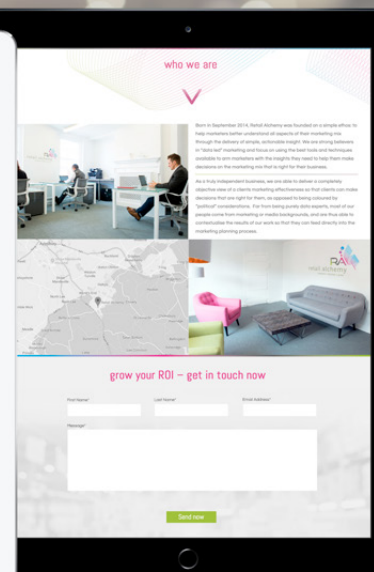 who we are
Born in September 2014, Retail Alchemy was founded on a simple ethos: to
help marketers better understand all aspects of their marketing mix
through the delivery of simple, actionable insight. We are strong believers
in "data led" marketing and focus on using the best tools and techniques
available to arm marketers with the insights they need to help them make
decisions on the marketing mix that is right for their business.
As a truly independent business, we are able to deliver a completely
objective view of a clients marketing effectiveness so that clients can make
decisions that are right for them, as opposed to being coloured by
"political" considerations. Far from being purely data experts, most of our
people come from marketing or media backgrounds, and are thus able to
contextualise the results of our work so that they can feed directly into the
marketing planning process.
RA
retail alchemy
grow your ROI – get in touch now
First Name*
Last Name*
Email Address*
Message*
Send now